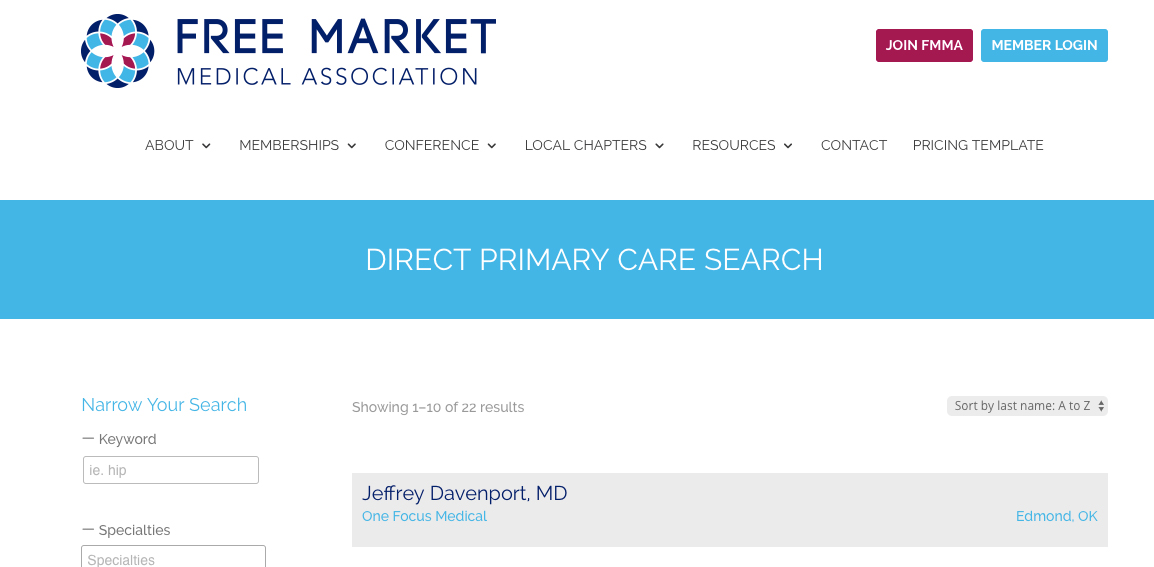 FREE MARKET
MEDICAL ASSOCIATION
JOIN FMMA
MEMBER LOGIN
ABOUT
MEMBERSHIPS
CONFERENCE
LOCAL CHAPTERS
RESOURCES
CONTACT
PRICING TEMPLATE
DIRECT PRIMARY CARE SEARCH
Narrow Your Search
— Keyword
ie. hip
— Specialties
Specialties
Showing 1–10 of 22 results
Sort by last name: A to Z
Jeffrey Davenport, MD
One Focus Medical
Edmond, OK